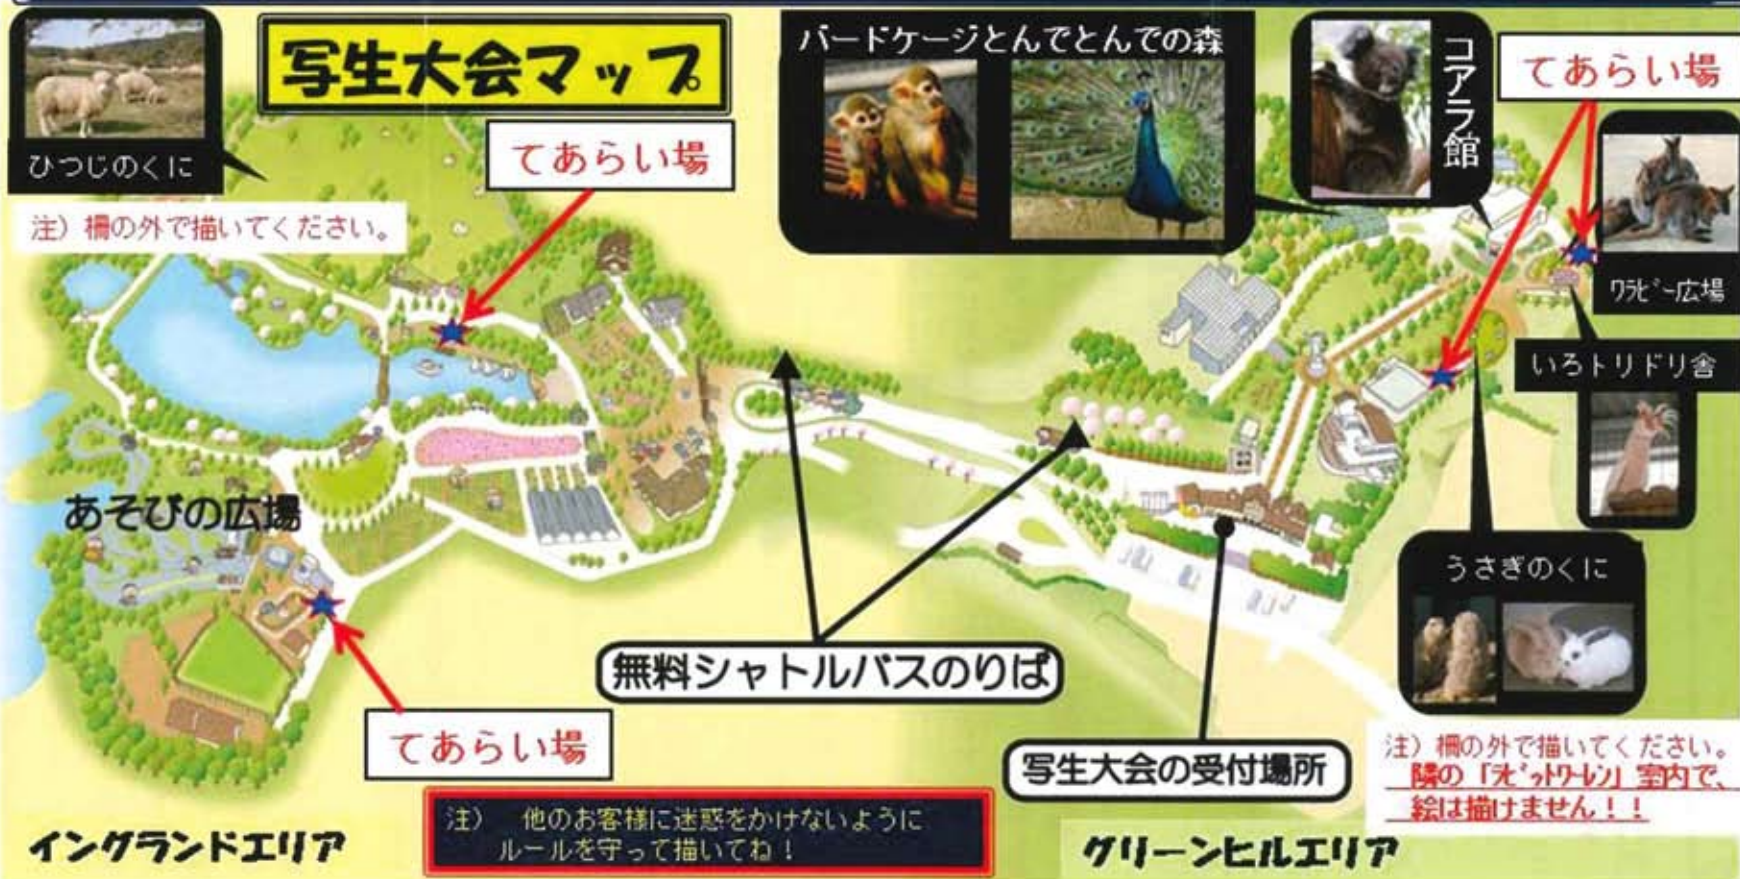 写生大会マップ
バードケージとんでとんでの森
コアラ館
てあらい場
てあらい場
ひつじのくに
注）柵の外で描いてください。
ワラビー広場
いろトリドリ舎
あそびの広場
うさぎのくに
無料シャトルバスのりば
てあらい場
写生大会の受付場所
注）柵の外で描いてください。
隣の「ラビットワーレン」室内で、
絵は描けません！！
注）　他のお客様に迷惑をかけないように
ルールを守って描いてね！
イングランドエリア
グリーンヒルエリア